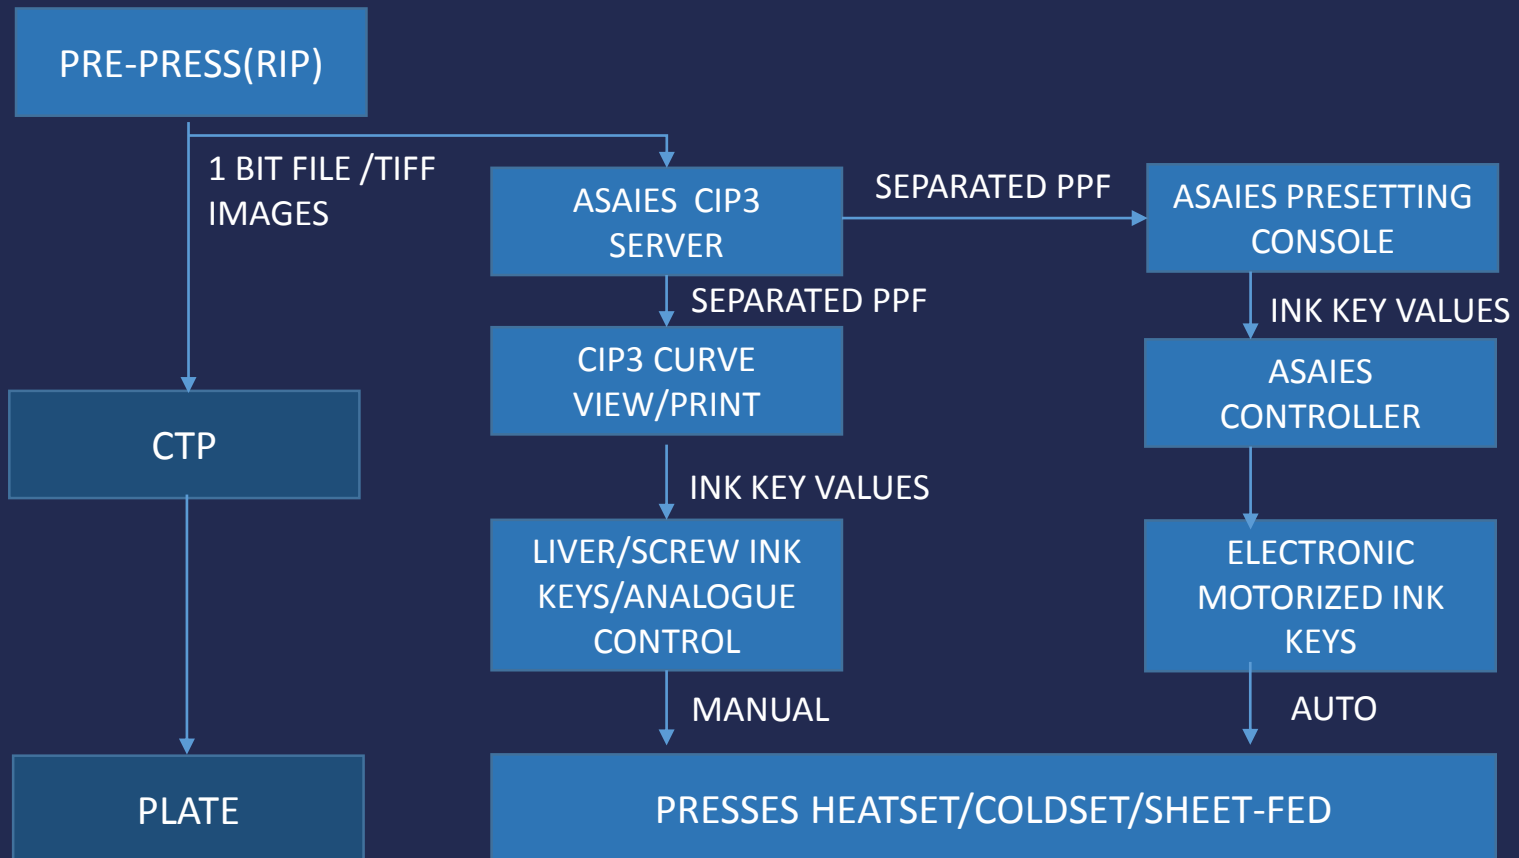 PRE-PRESS(RIP)
1 BIT FILE /TIFF
IMAGES
ASAIES CIP3
SERVER
SEPARATED PPF
ASAIES PRESETTING
CONSOLE
SEPARATED PPF
INK KEY VALUES
CIP3 CURVE
VIEW/PRINT
ASAIES
CONTROLLER
CTP
INK KEY VALUES
LIVER/SCREW INK
KEYS/ANALOGUE
CONTROL
ELECTRONIC
MOTORIZED INK
KEYS
MANUAL
AUTO
PLATE
PRESSES HEATSET/COLDSET/SHEET-FED